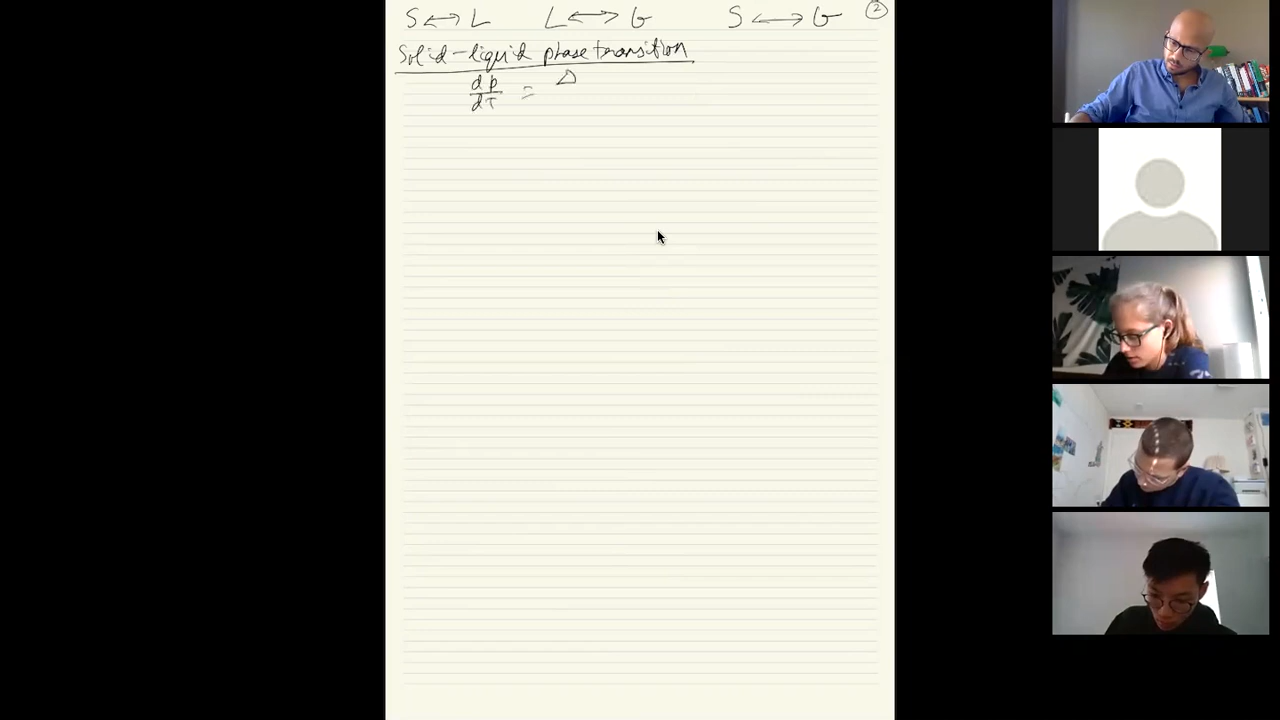 S ↔ L L ↔ G S ↔ G ②
Solid-liquid phase transition
dp/dT = Δ